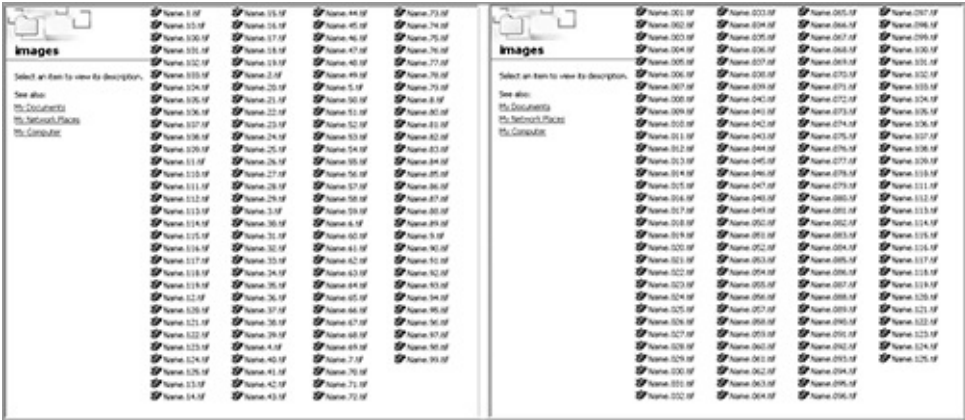 images
Select an item to view its description.
See also:
My Documents
My Network Places
My Computer
Name.1.tif
Name.10.tif
Name.100.tif
Name.101.tif
Name.102.tif
Name.103.tif
Name.104.tif
Name.105.tif
Name.106.tif
Name.107.tif
Name.108.tif
Name.109.tif
Name.11.tif
Name.110.tif
Name.111.tif
Name.112.tif
Name.113.tif
Name.114.tif
Name.115.tif
Name.116.tif
Name.117.tif
Name.118.tif
Name.119.tif
Name.12.tif
Name.120.tif
Name.121.tif
Name.122.tif
Name.123.tif
Name.124.tif
Name.125.tif
Name.13.tif
Name.14.tif
Name.15.tif
Name.16.tif
Name.17.tif
Name.18.tif
Name.19.tif
Name.2.tif
Name.20.tif
Name.21.tif
Name.22.tif
Name.23.tif
Name.24.tif
Name.25.tif
Name.26.tif
Name.27.tif
Name.28.tif
Name.29.tif
Name.3.tif
Name.30.tif
Name.31.tif
Name.32.tif
Name.33.tif
Name.34.tif
Name.35.tif
Name.36.tif
Name.37.tif
Name.38.tif
Name.39.tif
Name.4.tif
Name.40.tif
Name.41.tif
Name.42.tif
Name.43.tif
Name.44.tif
Name.45.tif
Name.46.tif
Name.47.tif
Name.48.tif
Name.49.tif
Name.5.tif
Name.50.tif
Name.51.tif
Name.52.tif
Name.53.tif
Name.54.tif
Name.55.tif
Name.56.tif
Name.57.tif
Name.58.tif
Name.59.tif
Name.6.tif
Name.60.tif
Name.61.tif
Name.62.tif
Name.63.tif
Name.64.tif
Name.65.tif
Name.66.tif
Name.67.tif
Name.68.tif
Name.69.tif
Name.7.tif
Name.70.tif
Name.71.tif
Name.72.tif
Name.73.tif
Name.74.tif
Name.75.tif
Name.76.tif
Name.77.tif
Name.78.tif
Name.79.tif
Name.8.tif
Name.80.tif
Name.81.tif
Name.82.tif
Name.83.tif
Name.84.tif
Name.85.tif
Name.86.tif
Name.87.tif
Name.88.tif
Name.89.tif
Name.9.tif
Name.90.tif
Name.91.tif
Name.92.tif
Name.93.tif
Name.94.tif
Name.95.tif
Name.96.tif
Name.97.tif
Name.98.tif
Name.99.tif
images
Select an item to view its description.
See also:
My Documents
My Network Places
My Computer
Name.001.tif
Name.002.tif
Name.003.tif
Name.004.tif
Name.005.tif
Name.006.tif
Name.007.tif
Name.008.tif
Name.009.tif
Name.010.tif
Name.011.tif
Name.012.tif
Name.013.tif
Name.014.tif
Name.015.tif
Name.016.tif
Name.017.tif
Name.018.tif
Name.019.tif
Name.020.tif
Name.021.tif
Name.022.tif
Name.023.tif
Name.024.tif
Name.025.tif
Name.026.tif
Name.027.tif
Name.028.tif
Name.029.tif
Name.030.tif
Name.031.tif
Name.032.tif
Name.033.tif
Name.034.tif
Name.035.tif
Name.036.tif
Name.037.tif
Name.038.tif
Name.039.tif
Name.040.tif
Name.041.tif
Name.042.tif
Name.043.tif
Name.044.tif
Name.045.tif
Name.046.tif
Name.047.tif
Name.048.tif
Name.049.tif
Name.050.tif
Name.051.tif
Name.052.tif
Name.053.tif
Name.054.tif
Name.055.tif
Name.056.tif
Name.057.tif
Name.058.tif
Name.059.tif
Name.060.tif
Name.061.tif
Name.062.tif
Name.063.tif
Name.064.tif
Name.065.tif
Name.066.tif
Name.067.tif
Name.068.tif
Name.069.tif
Name.070.tif
Name.071.tif
Name.072.tif
Name.073.tif
Name.074.tif
Name.075.tif
Name.076.tif
Name.077.tif
Name.078.tif
Name.079.tif
Name.080.tif
Name.081.tif
Name.082.tif
Name.083.tif
Name.084.tif
Name.085.tif
Name.086.tif
Name.087.tif
Name.088.tif
Name.089.tif
Name.090.tif
Name.091.tif
Name.092.tif
Name.093.tif
Name.094.tif
Name.095.tif
Name.096.tif
Name.097.tif
Name.098.tif
Name.099.tif
Name.100.tif
Name.101.tif
Name.102.tif
Name.103.tif
Name.104.tif
Name.105.tif
Name.106.tif
Name.107.tif
Name.108.tif
Name.109.tif
Name.110.tif
Name.111.tif
Name.112.tif
Name.113.tif
Name.114.tif
Name.115.tif
Name.116.tif
Name.117.tif
Name.118.tif
Name.119.tif
Name.120.tif
Name.121.tif
Name.122.tif
Name.123.tif
Name.124.tif
Name.125.tif